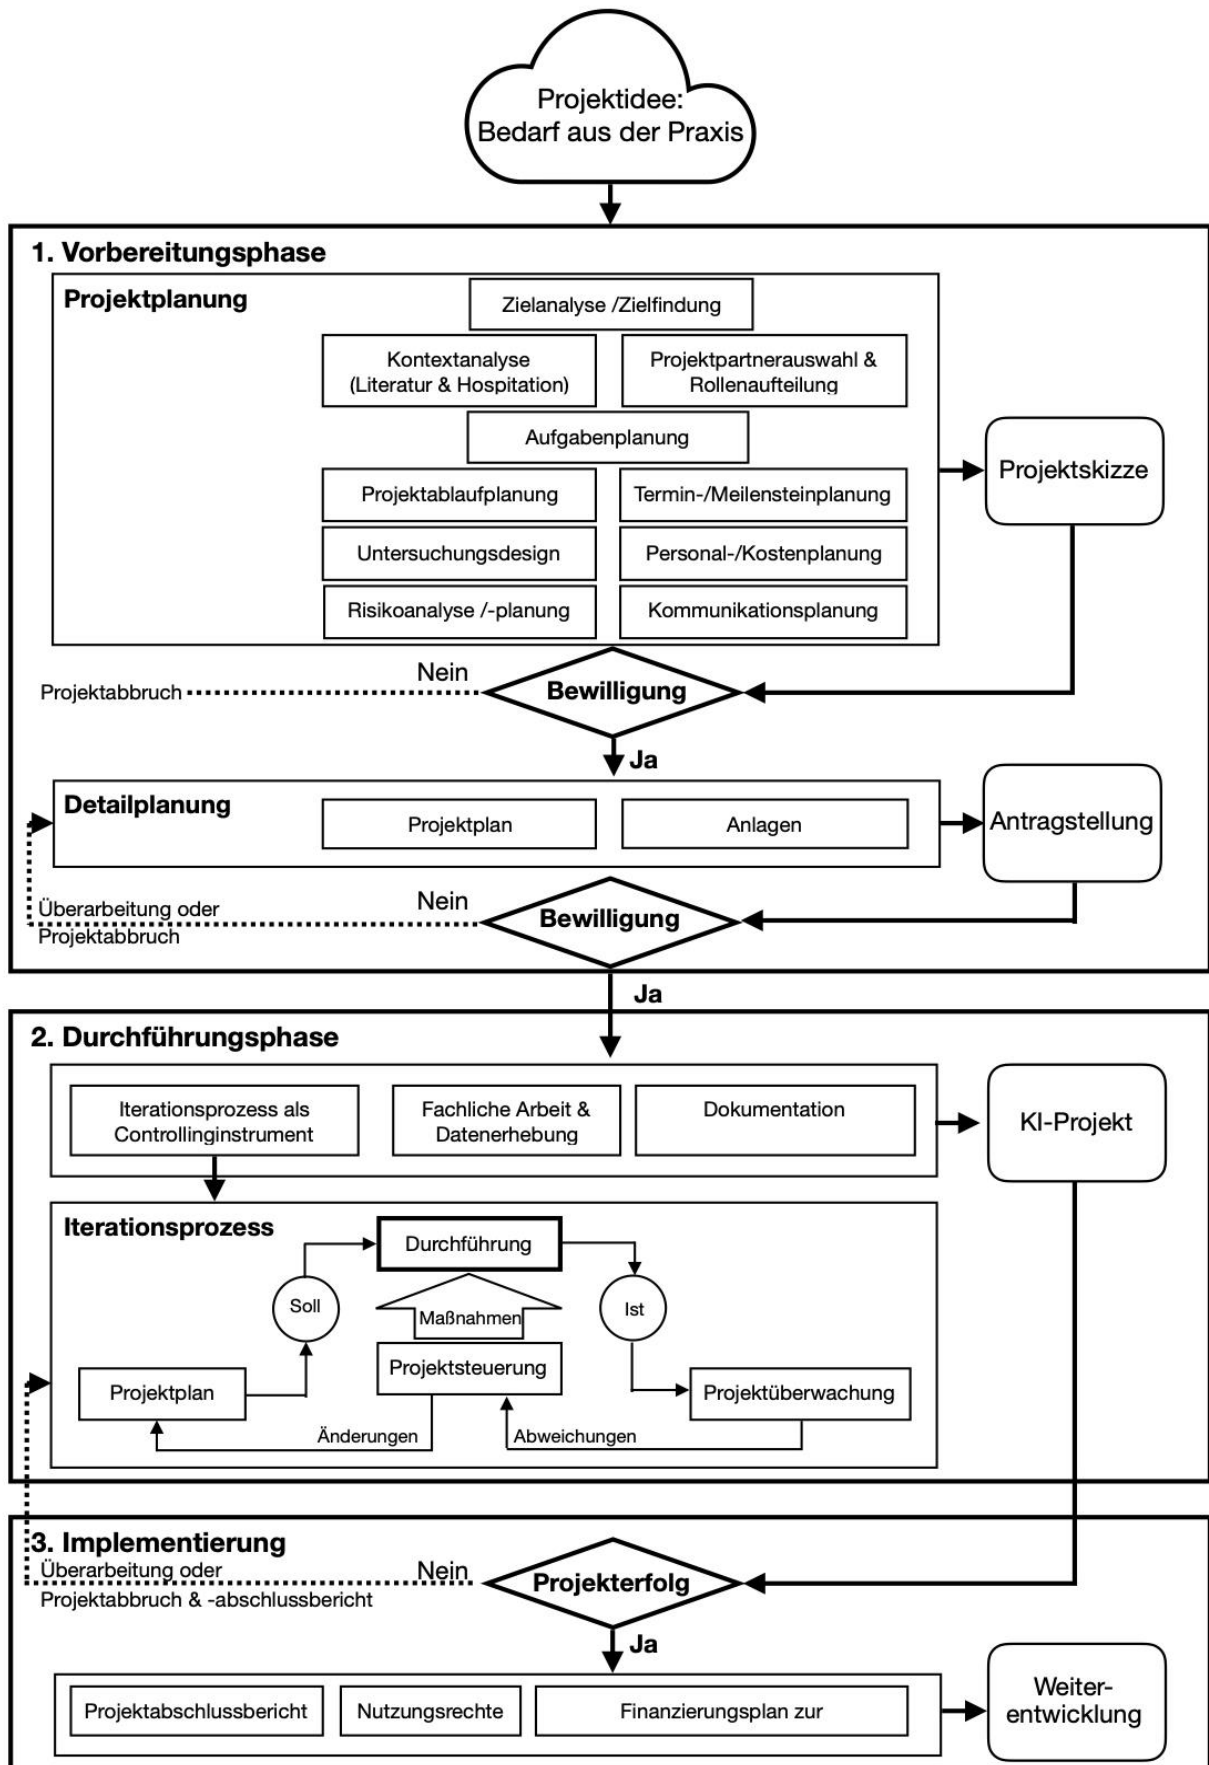 Projektidee:
Bedarf aus der Praxis
1. Vorbereitungsphase
Projektplanung
Zielanalyse /Zielfindung
Kontextanalyse
(Literatur & Hospitation)
Projektpartnerauswahl &
Rollenaufteilung
Aufgabenplanung
Projektablaufplanung
Termin-/Meilensteinplanung
Untersuchungsdesign
Personal-/Kostenplanung
Risikoanalyse /-planung
Kommunikationsplanung
Projektskizze
Nein
Projektabbruch
Bewilligung
Ja
Detailplanung
Projektplan
Anlagen
Antragstellung
Nein
Bewilligung
Überarbeitung oder
Projektabbruch
Ja
2. Durchführungsphase
Iterationsprozess als
Controllinginstrument
Fachliche Arbeit &
Datenerhebung
Dokumentation
KI-Projekt
Iterationsprozess
Durchführung
Soll
Maßnahmen
Ist
Projektsteuerung
Projektplan
Projektüberwachung
Änderungen
Abweichungen
3. Implementierung
Überarbeitung oder
Nein
Projekterfolg
Projektabbruch & -abschlussbericht
Ja
Projektabschlussbericht
Nutzungsrechte
Finanzierungsplan zur
Weiter-
entwicklung